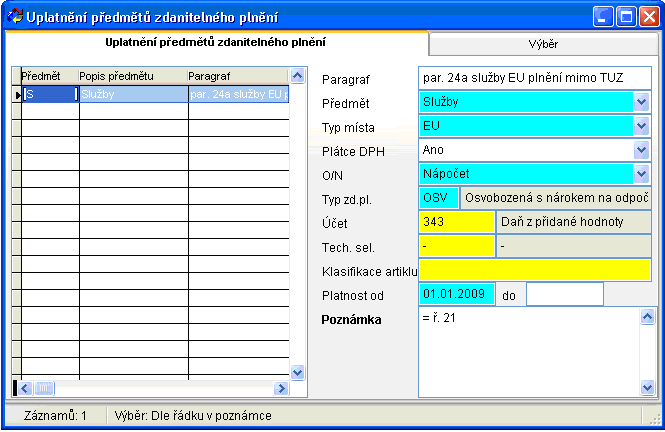 Uplatnění předmětů zdanitelného plnění
Uplatnění předmětů zdanitelného plnění
Výběr
Předmět Popis předmětu Paragraf
S Služby par. 24a služby EU p
Paragraf par. 24a služby EU plnění mimo TUZ
Předmět Služby
Typ místa EU
Plátce DPH Ano
O/N Nápočet
Typ zd.pl. OSV Osvobozená s nárokem na odpoč
Účet 343 Daň z přidané hodnoty
Tech. sel. - -
Klasifikace artiklu
Platnost od 01.01.2009 do
Poznámka = ř. 21
Záznamů: 1 Výběr: Dle řádku v poznámce